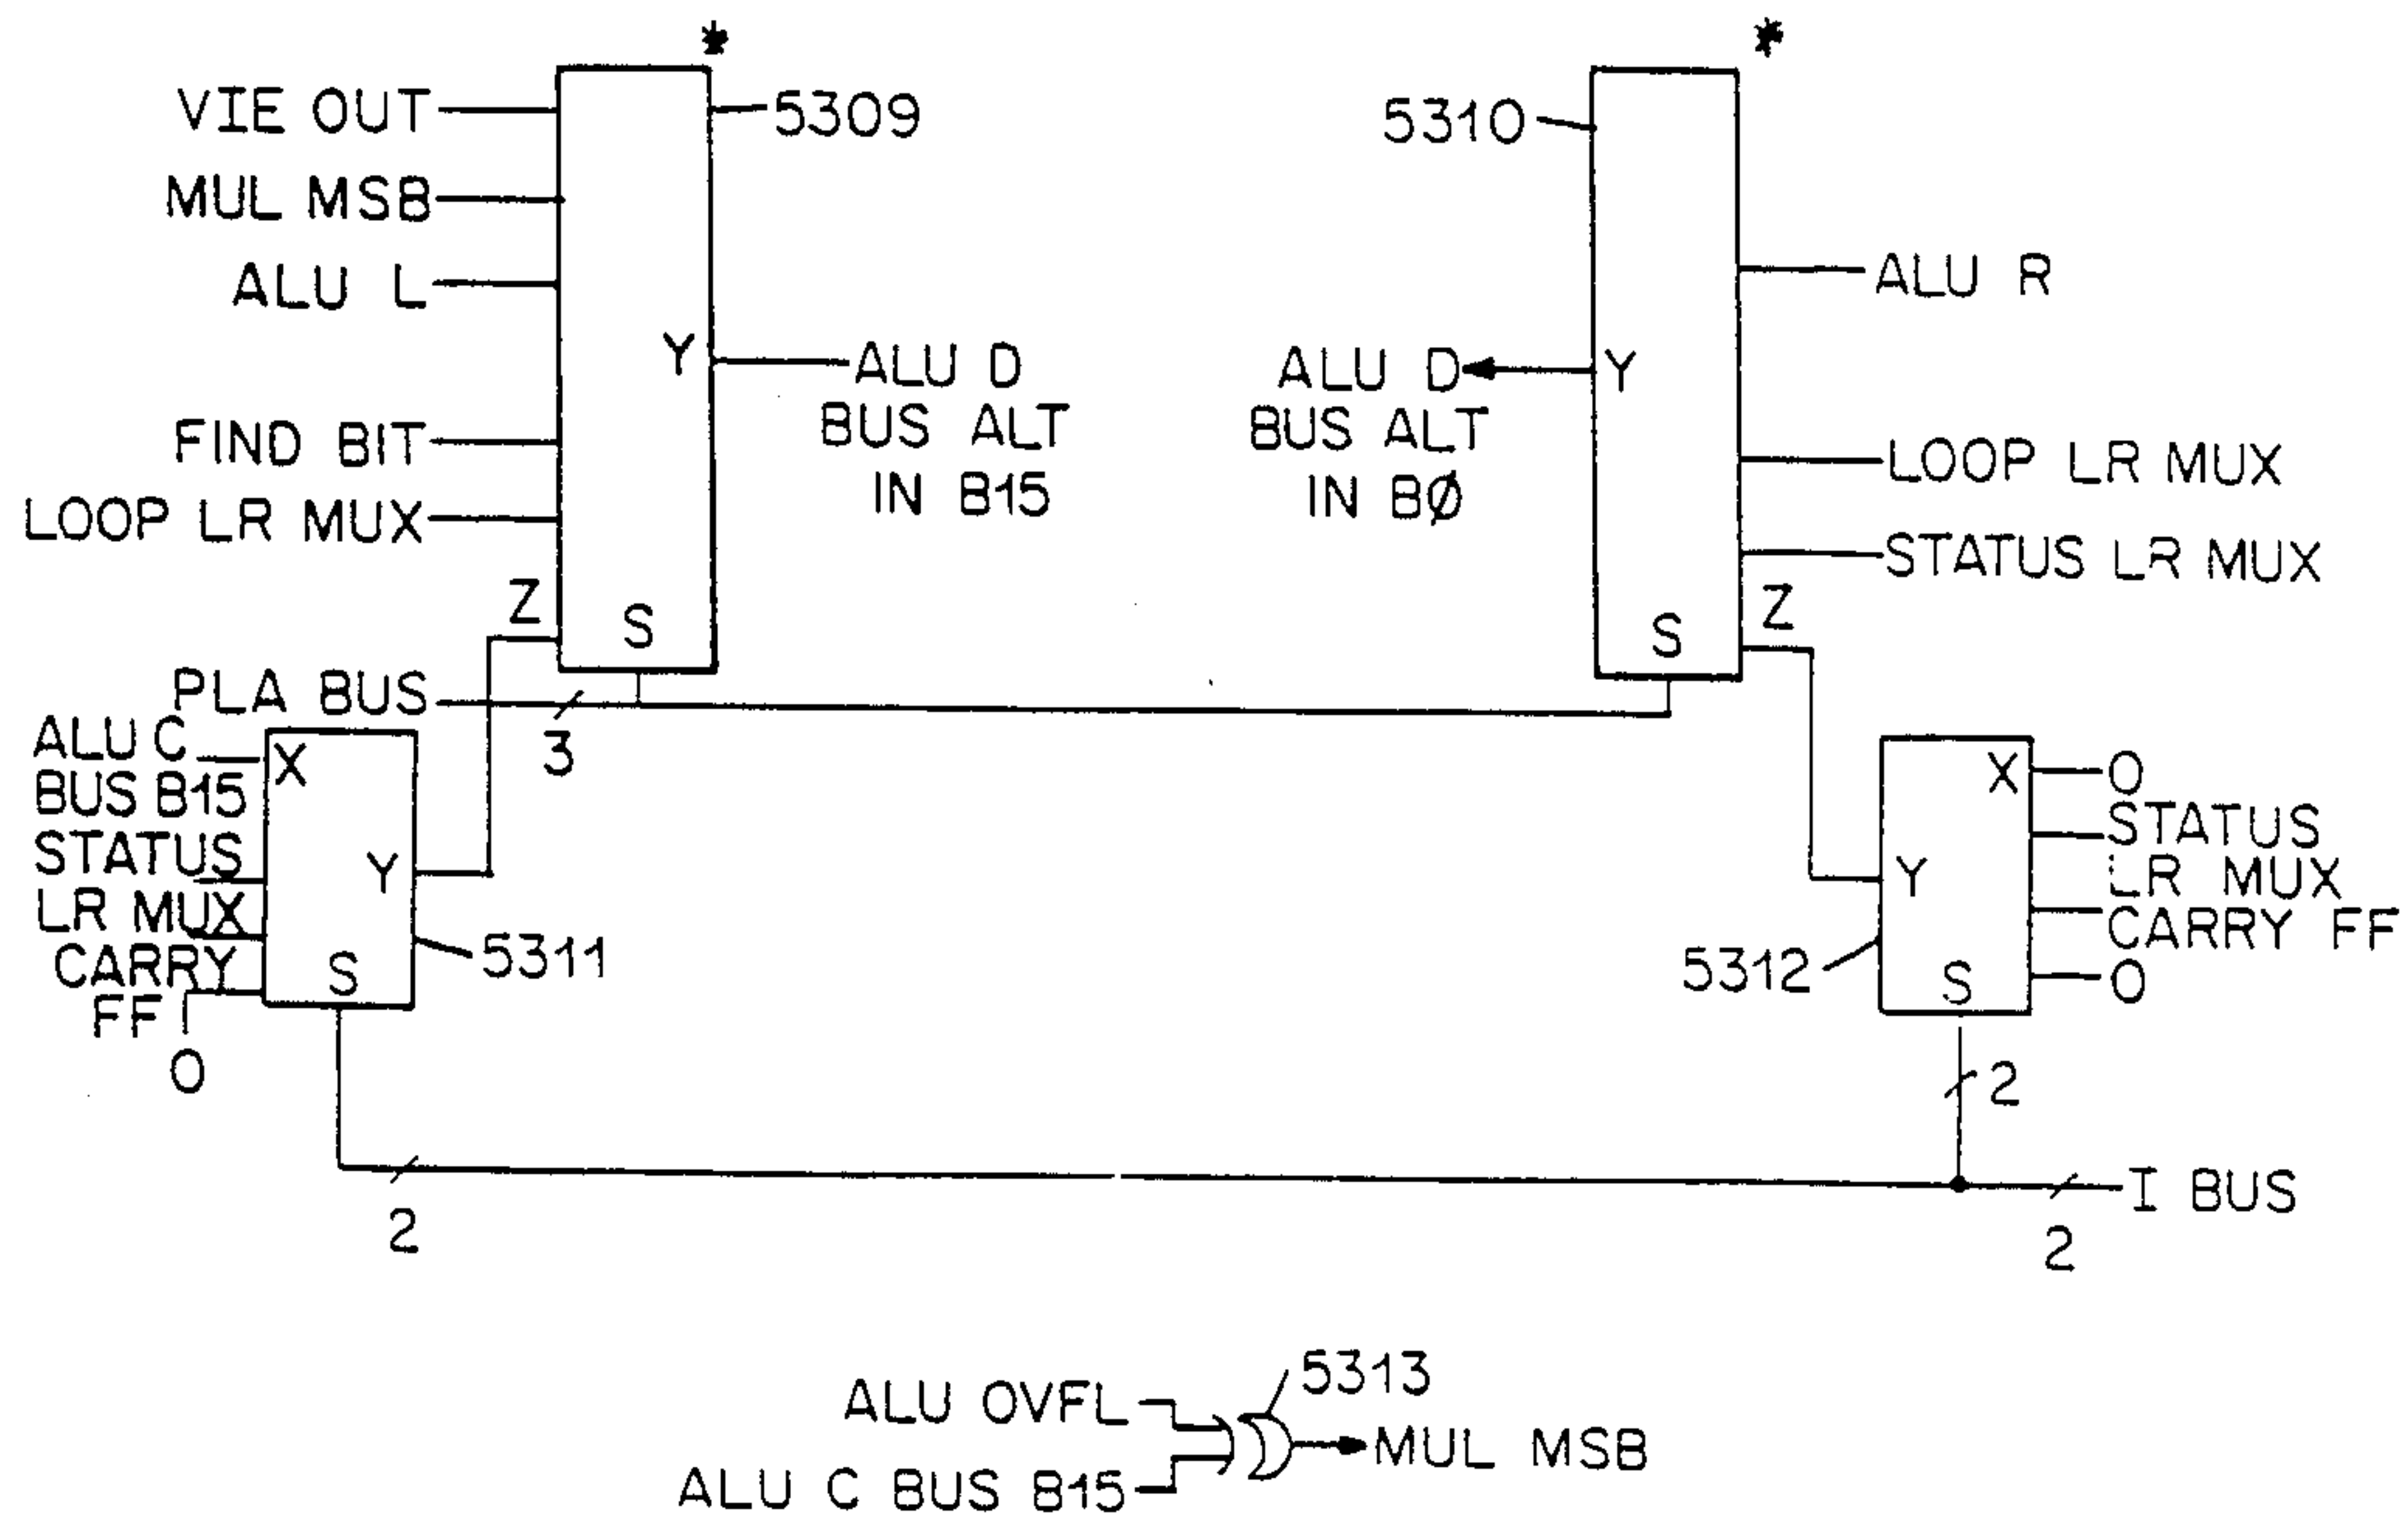 *
*
VIE OUT
5309
5310
MUL MSB
ALU L
ALU R
Y
ALU D
BUS ALT
IN B15
ALU D
BUS ALT
IN BØ
Y
FIND BIT
LOOP LR MUX
LOOP LR MUX
STATUS LR MUX
Z
S
S
Z
PLA BUS
3
ALU C
BUS B15
STATUS
LR MUX
CARRY
FF
0
X
Y
S
5311
X
Y
S
5312
0
STATUS
LR MUX
CARRY FF
0
2
2
I BUS
2
ALU OVFL
5313
MUL MSB
ALU C BUS B15